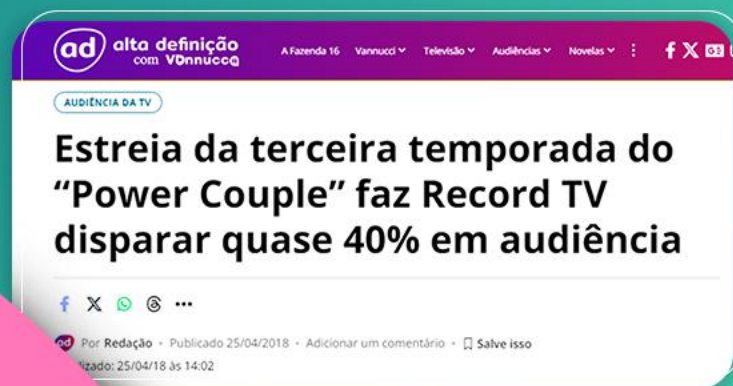 ad alta definição
com Vannucci
A Fazenda 16 Vannucci Televisão Audiências Novelas
AUDIÊNCIA DA TV
Estreia da terceira temporada do
“Power Couple” faz Record TV
disparar quase 40% em audiência
Por Redação • Publicado 25/04/2018 • Adicionar um comentário • Salve isso
25/04/18 às 14:02